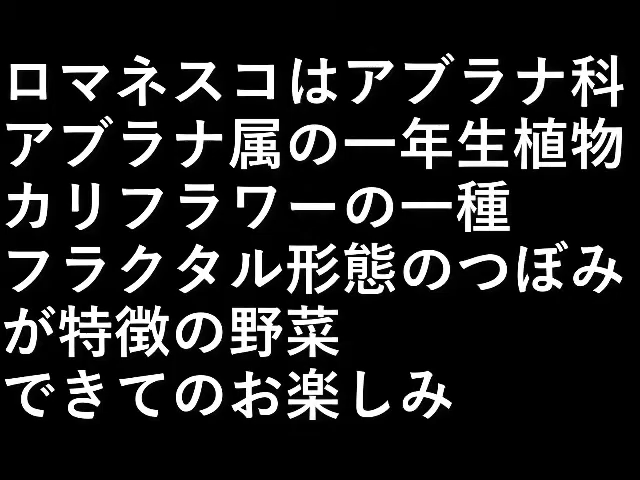 ロマネスコはアブラナ科
アブラナ属の一年生植物
カリフラワーの一種
フラクタル形態のつぼみ
が特徴の野菜
できてのお楽しみ